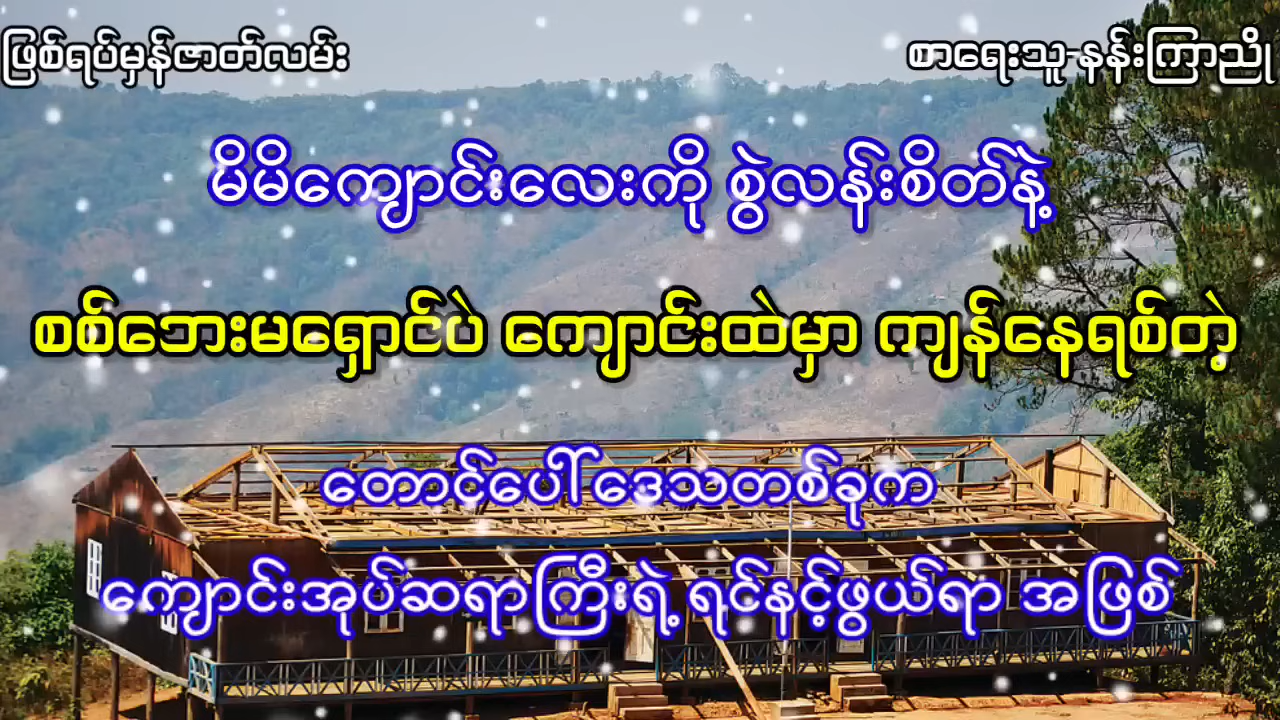 ဖြစ်ရပ်မှန်ဇာတ်လမ်း
စာရေးသူ-နန်းကြာညို
မိမိကျောင်းလေးကို စွဲလန်းစိတ်နဲ့
စစ်ဘေးမရှောင်ပဲ ကျောင်းထဲမှာ ကျန်နေရစ်တဲ့
တောင်ပေါ်ဒေသတစ်ခုက
ကျောင်းအုပ်ဆရာကြီးရဲ့ ရင်နင့်ဖွယ်ရာ အဖြစ်